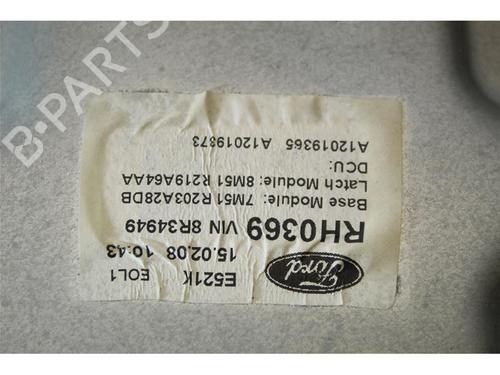 B-PARTS
Ford
E521K EOL1
15.02.08 10:43
RH0369 VIN 8R34949
Base Module: 7M51 R203A28DB
Latch Module: 8M51 R219A64AA
DCU:
A12019365 A12019373